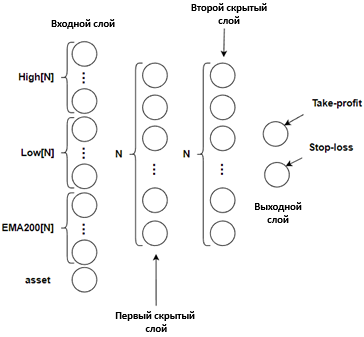 Второй скрытый
слой
Входной слой
High[N]
Low[N]
EMA200[N]
asset
N
N
Take-profit
Stop-loss
Выходной
слой
Первый скрытый
слой